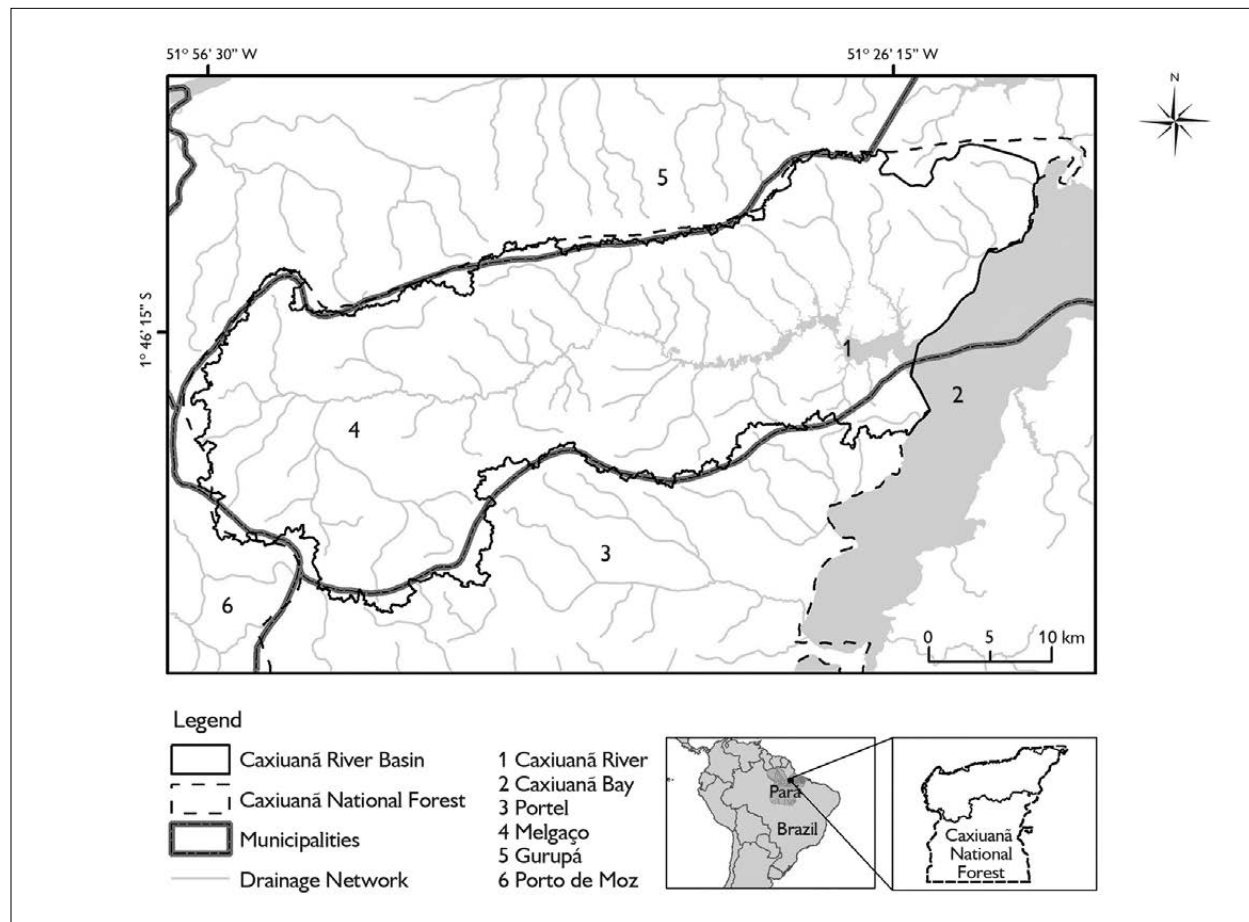 51° 56’ 30” W
51° 26’ 15” W
N
5
1° 46’ 15” S
1
2
4
3
6
0 5 10 km
Legend
Caxiuanã River Basin
Caxiuanã National Forest
Municipalities
Drainage Network
1 Caxiuanã River
2 Caxiuanã Bay
3 Portel
4 Melgaço
5 Gurupá
6 Porto de Moz
Pará
Brazil
Caxiuanã
National
Forest